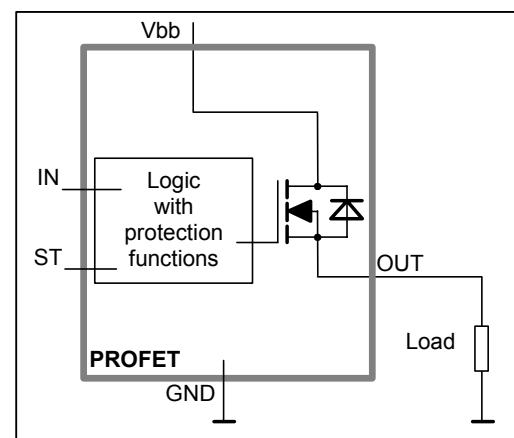 Vbb
IN
Logic
with
protection
functions
ST
OUT
Load
PROFET
GND